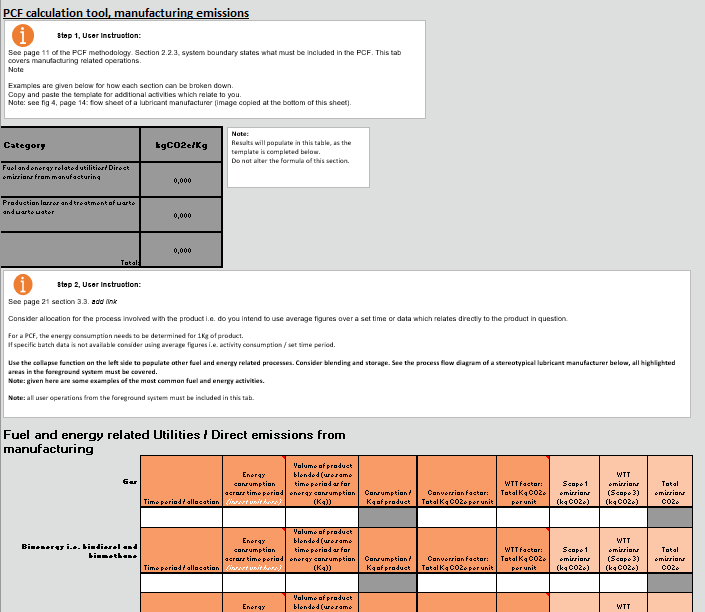 PCF calculation tool, manufacturing emissions
Step 1, User Instruction:
See page 11 of the PCF methodology. Section 2.2.3, system boundary states what must be included in the PCF. This tab
covers manufacturing related operations.
Note
Examples are given below for how each section can be broken down.
Copy and paste the template for additional activities which relate to you.
Note: see fig 4, page 14: flow sheet of a lubricant manufacturer (image copied at the bottom of this sheet).
Category
kgCO2e/Kg
Note:
Results will populate in this table, as the
template is completed below.
Do not alter the formula of this section.
Fuel and energy related utilities/ Direct
emissions from manufacturing
0,000
Production losses and treatment of waste
and waste water
0,000
Total:
0,000
Step 2, User Instruction:
See page 21 section 3.3. add link
Consider allocation for the process involved with the product i.e. do you intend to use average figures over a set time or data which relates directly to the product in question.
For a PCF, the energy consumption needs to be determined for 1Kg of product.
If specific batch data is not available consider using average figures i.e. activity consumption / set time period.
Use the collapse function on the left side to populate other fuel and energy related processes. Consider blending and storage. See the process flow diagram of a stereotypical lubricant manufacturer below, all highlighted
areas in the foreground system must be covered.
Note: given here are some examples of the most common fuel and energy activities.
Note: all user operations from the foreground system must be included in this tab.
Fuel and energy related Utilities / Direct emissions from
manufacturing
Gas
Time period / allocation
Energy
consumption
across time period
(insert unit here)
Volume of product
blended (use same
time period as for
energy consumption
(Kg))
Consumption /
Kg of product
Conversion factor:
Total Kg CO2e per unit
WTT factor:
Total Kg CO2e
per unit
Scope 1
emissions
(kg CO2e)
WTT
emissions
(Scope 3)
(kg CO2e)
Total
emissions
CO2e
Bioenergy i.e. biodiesel and
biomethane
Time period / allocation
Energy
consumption
across time period
(insert unit here)
Volume of product
blended (use same
time period as for
energy consumption
(Kg))
Consumption /
Kg of product
Conversion factor:
Total Kg CO2e per unit
WTT factor:
Total Kg CO2e
per unit
Scope 1
emissions
(kg CO2e)
WTT
emissions
(Scope 3)
(kg CO2e)
Total
emissions
CO2e
Energy
Volume of product
blended (use same
WTT